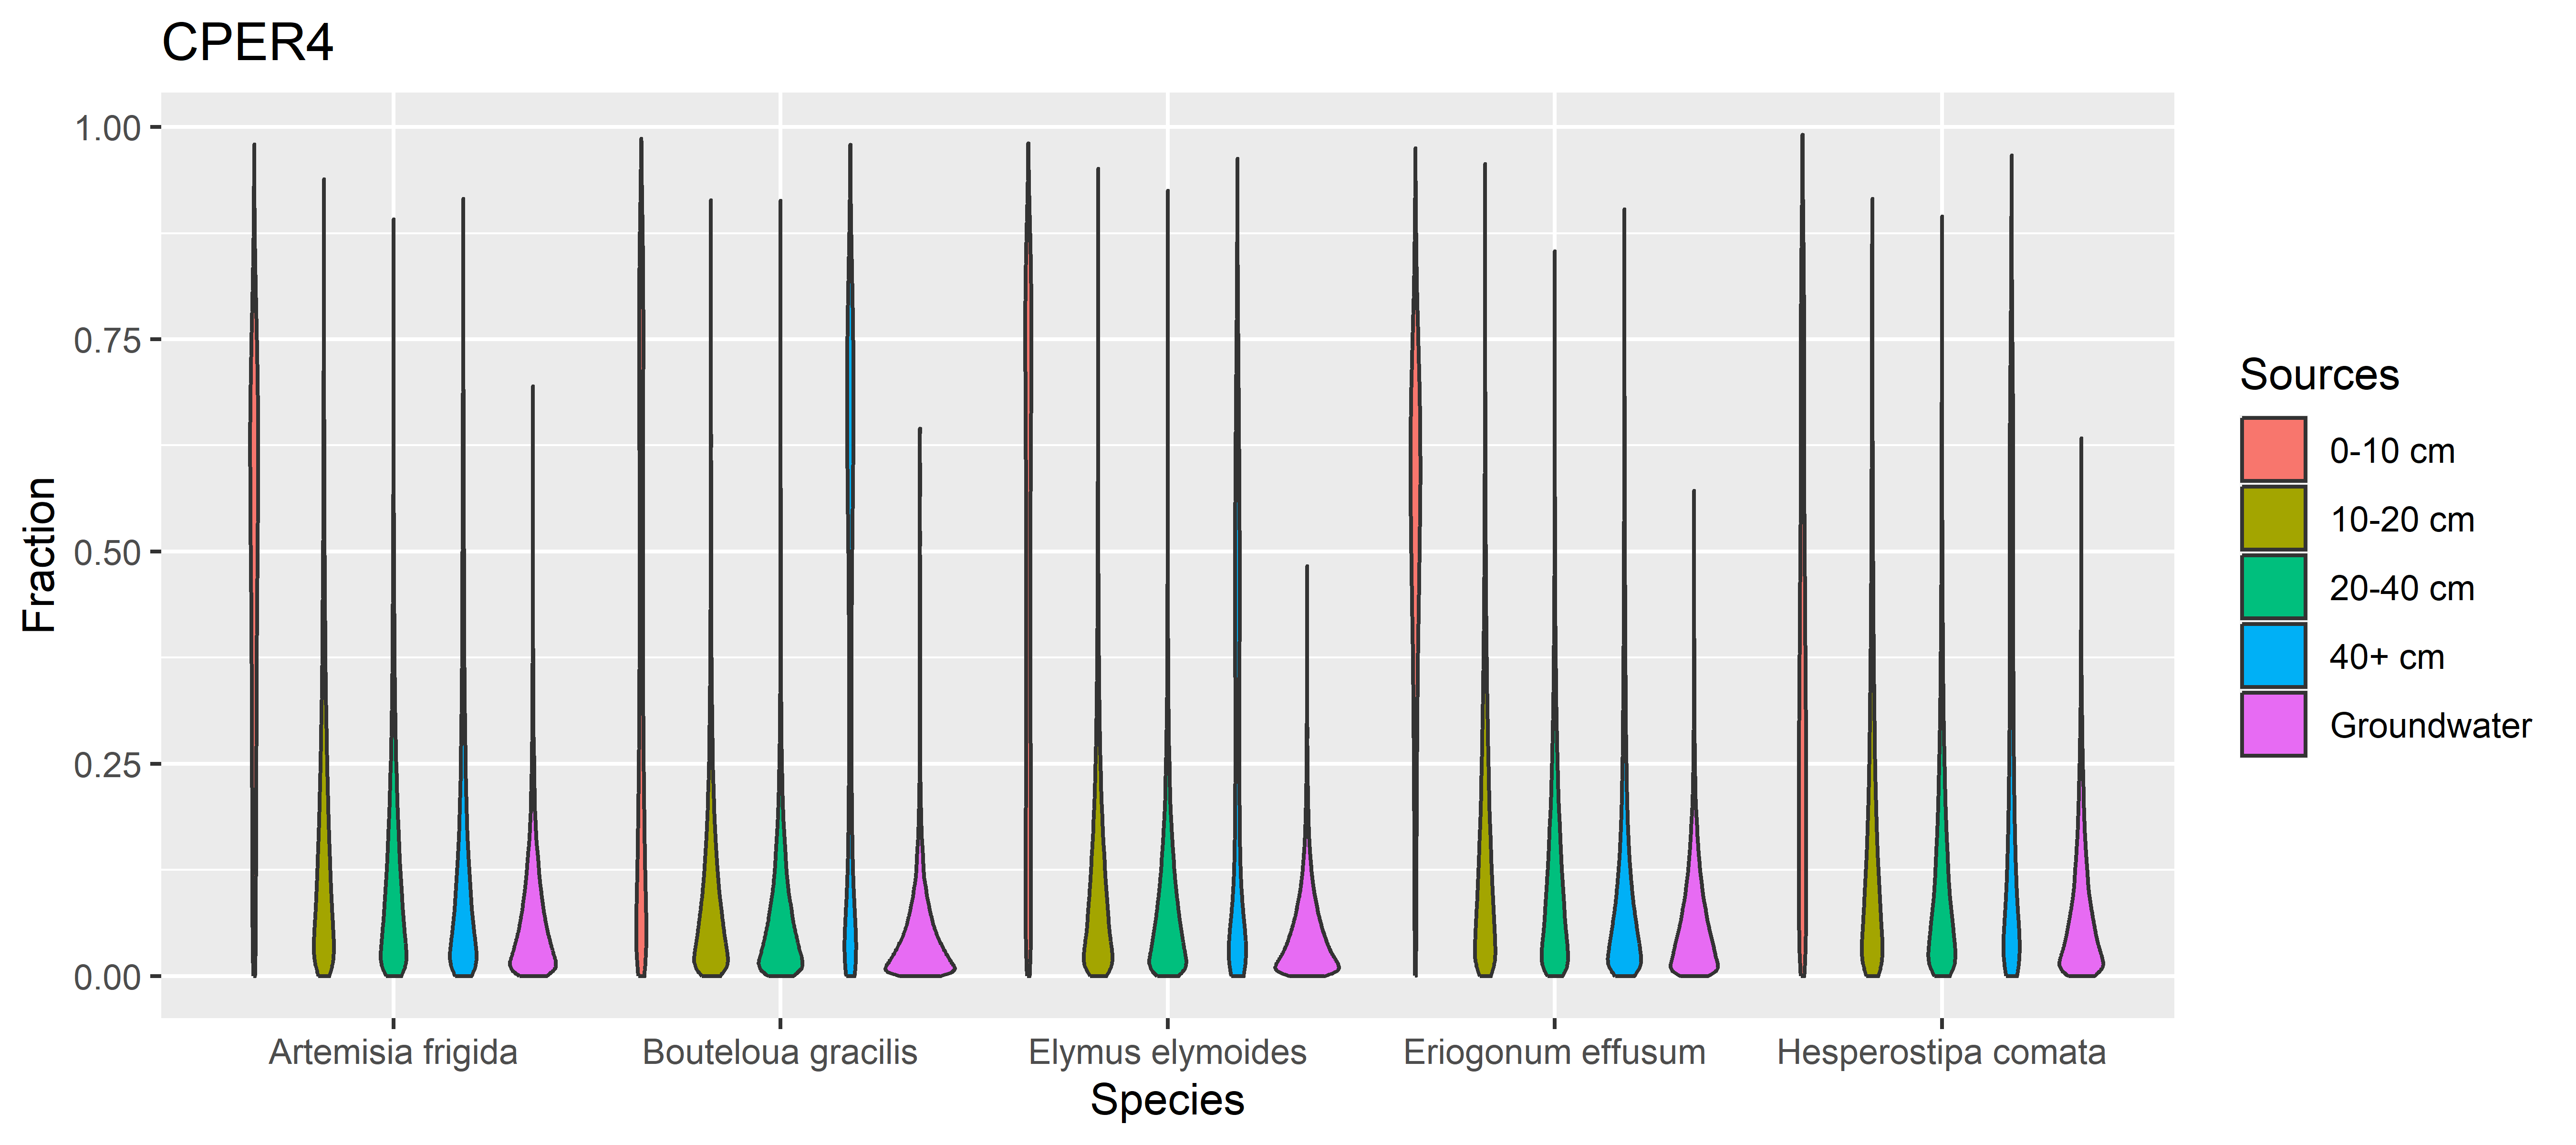 CPER4
1.00
0.75
0.50
0.25
0.00
Fraction
Artemisia frigida
Bouteloua gracilis
Elymus elymoides
Eriogonum effusum
Hesperostipa comata
Species
Sources
0-10 cm
10-20 cm
20-40 cm
40+ cm
Groundwater